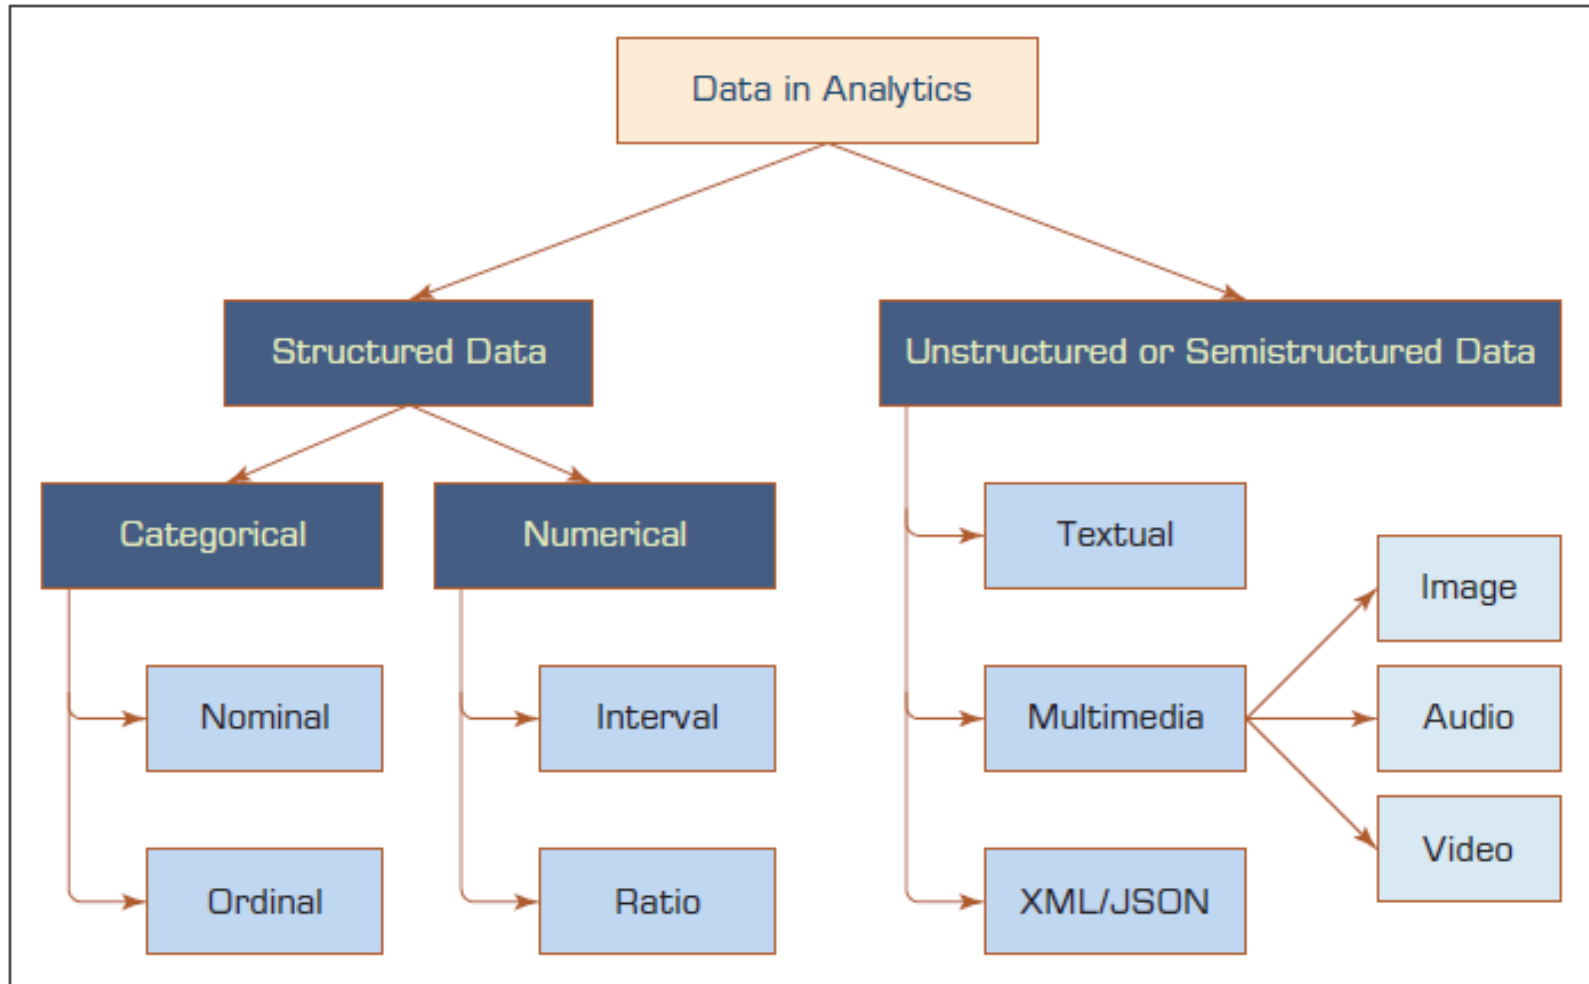 Data in Analytics
Structured Data
Unstructured or Semistructured Data
Categorical
Numerical
Textual
Image
Nominal
Interval
Multimedia
Audio
Video
Ordinal
Ratio
XML/JSON